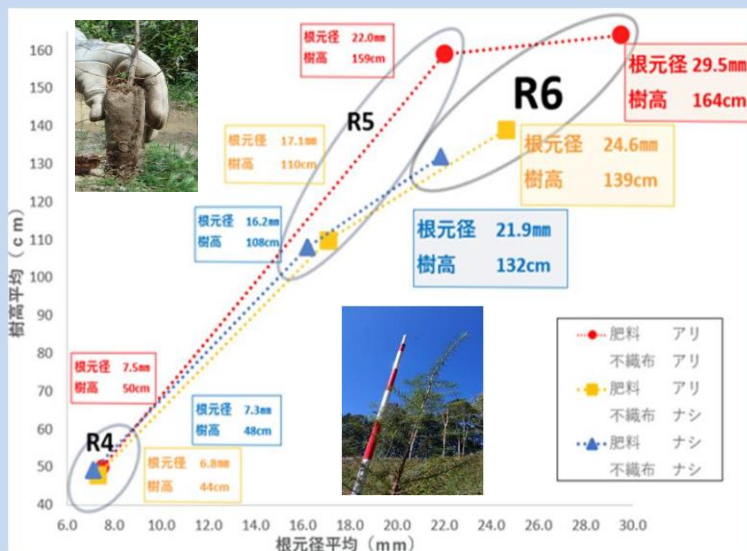 160
150
140
130
120
110
100
90
80
70
60
50
40
樹高平均（cm）
6.0 8.0 10.0 12.0 14.0 16.0 18.0 20.0 22.0 24.0 26.0 28.0 30.0
根元径平均（mm）
根元径 22.0㎜
樹高 159cm
R5
R6
根元径 29.5㎜
樹高 164cm
根元径 17.1㎜
樹高 110cm
根元径 24.6㎜
樹高 139cm
根元径 16.2㎜
樹高 108cm
根元径 21.9㎜
樹高 132cm
根元径 7.5㎜
樹高 50cm
根元径 7.3㎜
樹高 48cm
R4
根元径 6.8㎜
樹高 44cm
肥料 アリ
不織布 アリ
肥料 アリ
不織布 ナシ
肥料 ナシ
不織布 ナシ